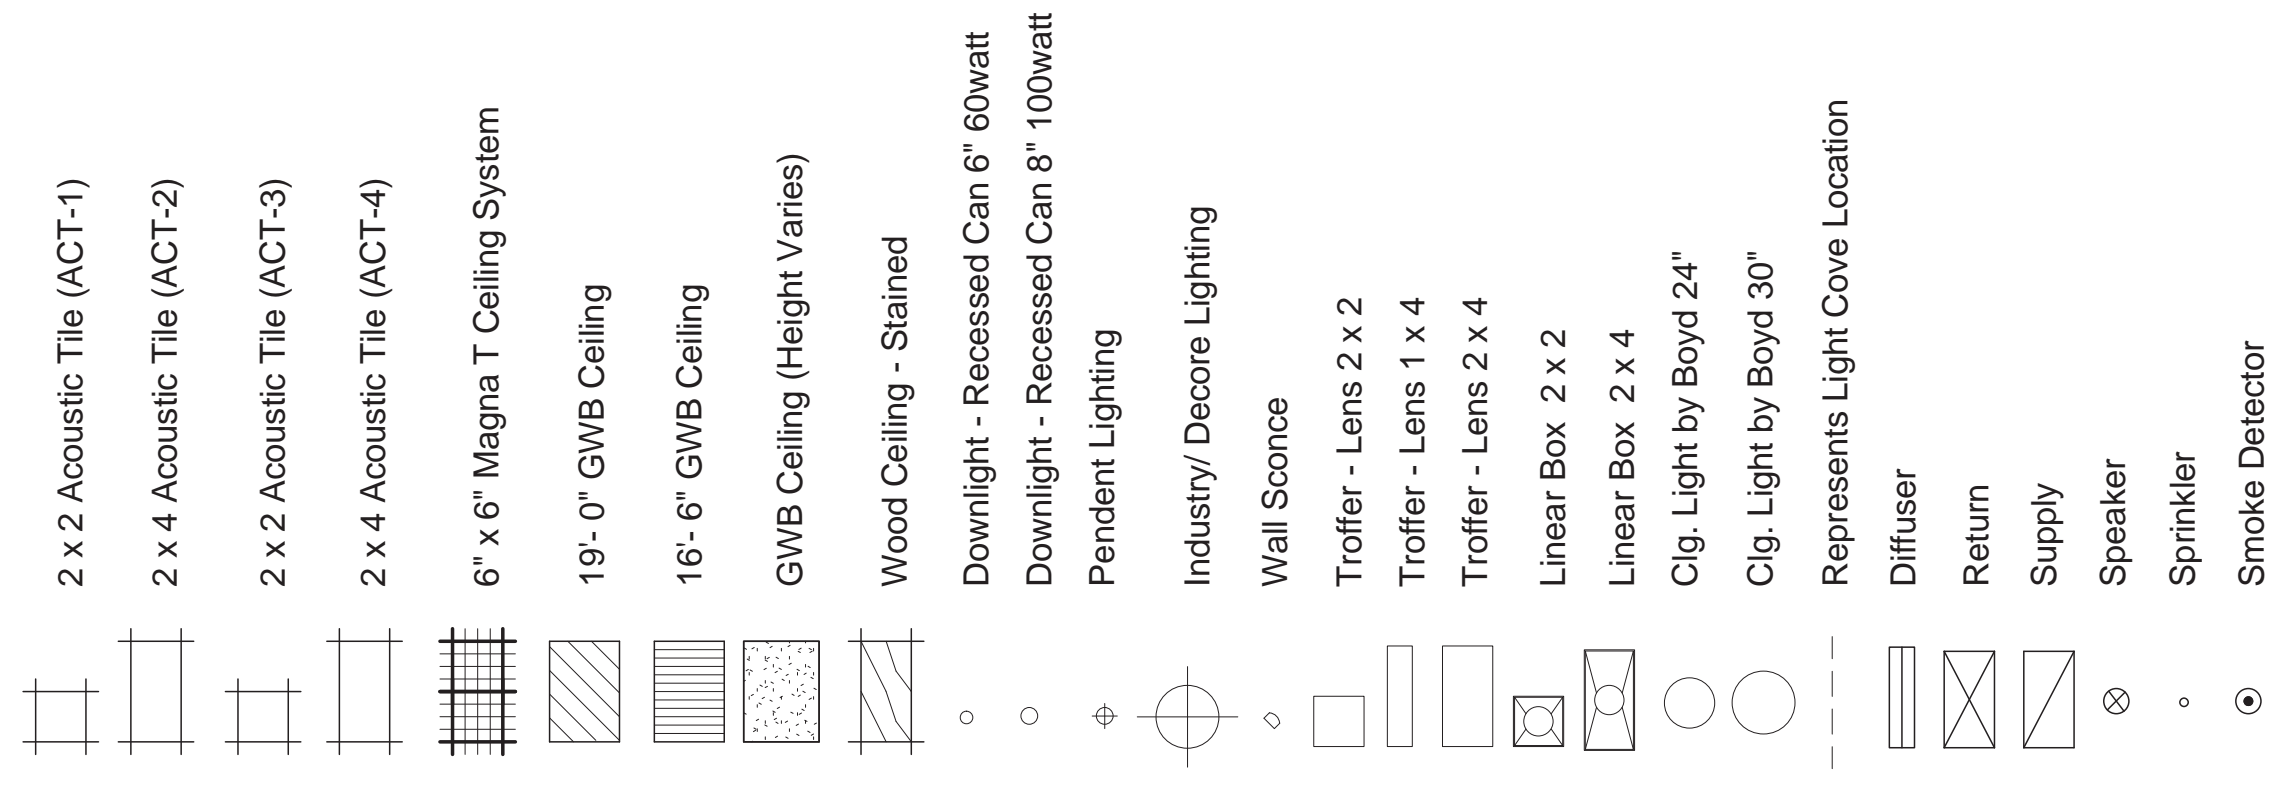 2 x 2 Acoustic Tile (ACT-1)
2 x 4 Acoustic Tile (ACT-2)
2 x 2 Acoustic Tile (ACT-3)
2 x 4 Acoustic Tile (ACT-4)
6" x 6" Magna T Ceiling System
19'- 0" GWB Ceiling
16'- 6" GWB Ceiling
GWB Ceiling (Height Varies)
Wood Ceiling - Stained
Downlight - Recessed Can 6" 60watt
Downlight - Recessed Can 8" 100watt
Pendent Lighting
Industry/ Decore Lighting
Wall Sconce
Troffer - Lens 2 x 2
Troffer - Lens 1 x 4
Troffer - Lens 2 x 4
Linear Box  2 x 2
Linear Box  2 x 4
Clg. Light by Boyd 24"
Clg. Light by Boyd 30"
Represents Light Cove Location
Diffuser
Return
Supply
Speaker
Sprinkler
Smoke Detector